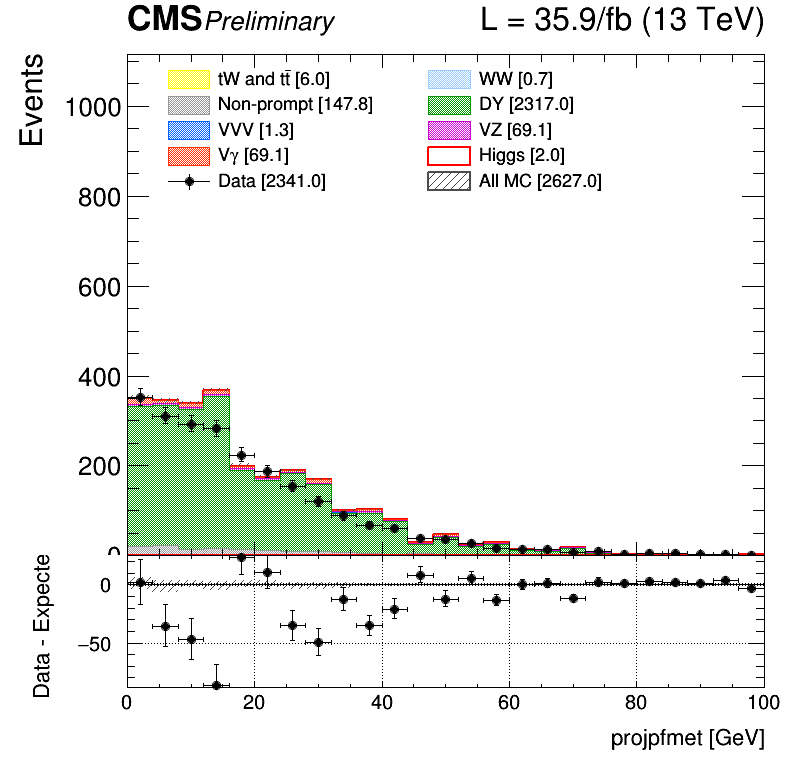 CMS Preliminary L = 35.9/fb (13 TeV)
Events
tW and tt̄ [6.0] WW [0.7]
Non-prompt [147.8] DY [2317.0]
VVV [1.3] VZ [69.1]
Vγ [69.1] Higgs [2.0]
Data [2341.0] All MC [2627.0]
1000
800
600
400
200
0
Data - Expecte
0
−50
0 20 40 60 80 100
projpfmet [GeV]